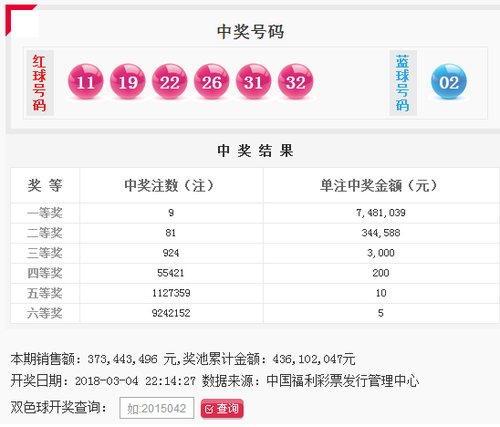 中奖号码
红球号码 11 19 22 26 31 32 蓝球号码 02
中 奖 结 果
奖 等 中奖注数（注） 单注中奖金额（元）
一等奖 9 7,481,039
二等奖 81 344,588
三等奖 924 3,000
四等奖 55421 200
五等奖 1127359 10
六等奖 9242152 5
本期销售额：373,443,496 元,奖池累计金额：436,102,047元
开奖日期：2018-03-04 22:14:27 数据来源：中国福利彩票发行管理中心
双色球开奖查询： 如:2015042 查询